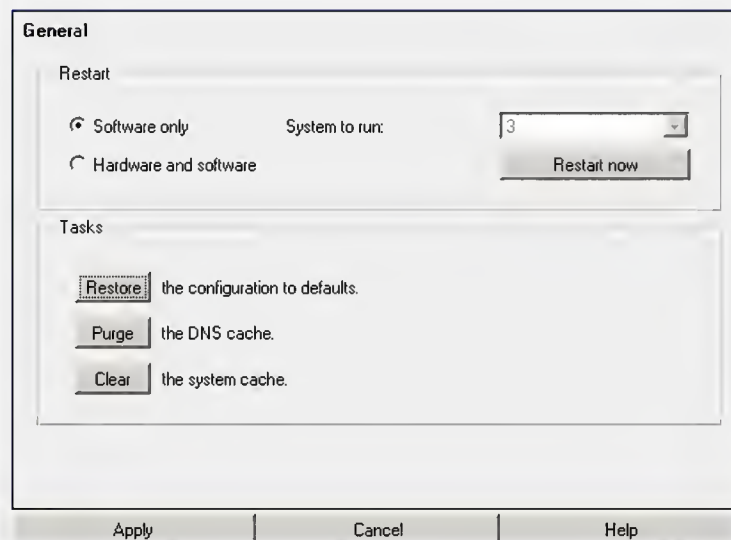 General
Restart
Software only System to run: 3
Hardware and software Restart now
Tasks
Restore the configuration to defaults.
Purge the DNS cache.
Clear the system cache.
Apply Cancel Help